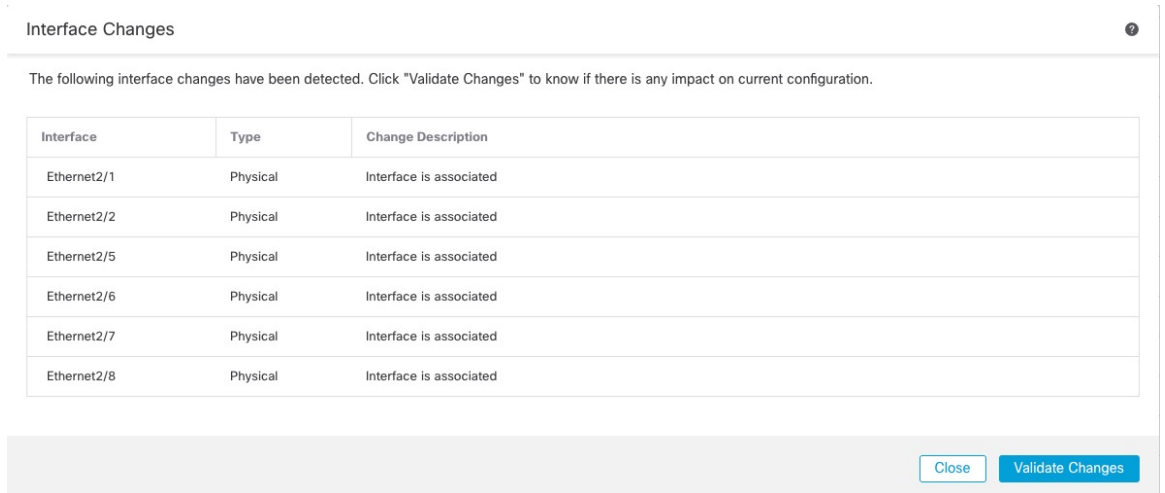 Interface Changes
The following interface changes have been detected. Click "Validate Changes" to know if there is any impact on current configuration.
Interface Type Change Description
Ethernet2/1 Physical Interface is associated
Ethernet2/2 Physical Interface is associated
Ethernet2/5 Physical Interface is associated
Ethernet2/6 Physical Interface is associated
Ethernet2/7 Physical Interface is associated
Ethernet2/8 Physical Interface is associated
Close Validate Changes